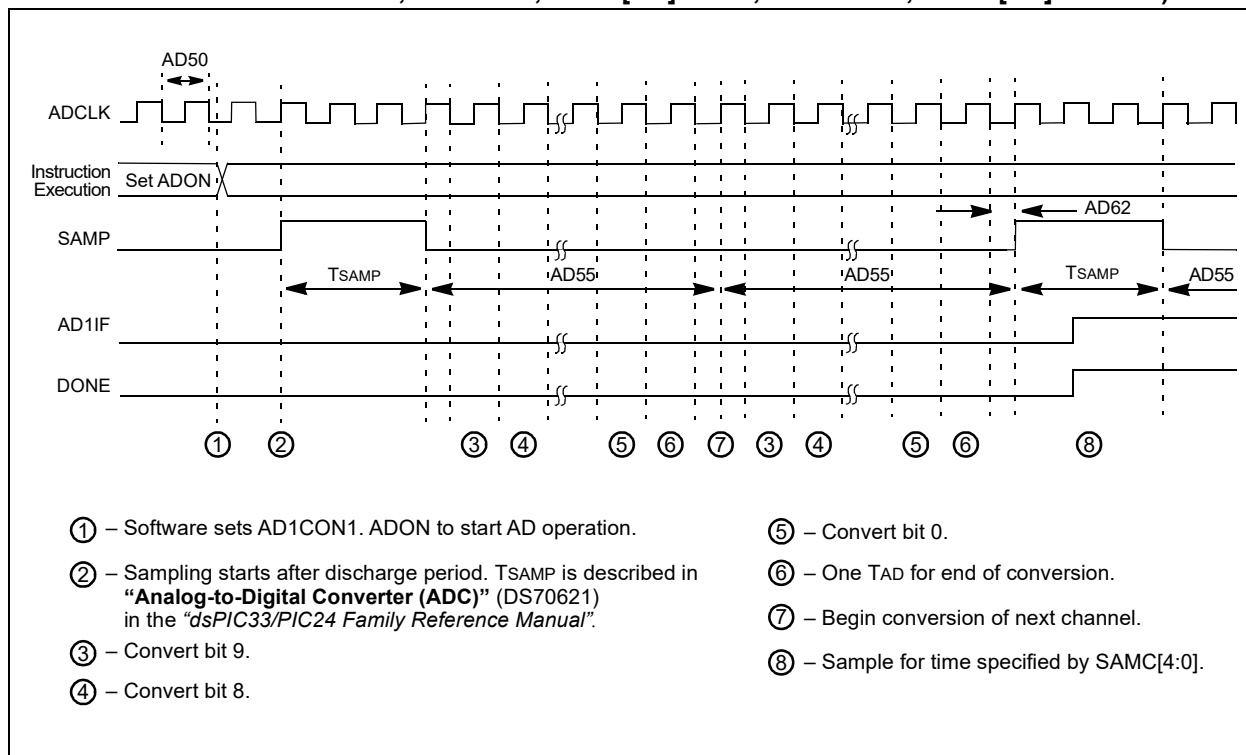 AD50
ADCLK
Instruction
Execution
Set ADON
AD62
SAMP
TSAMP
AD55
AD55
TSAMP
AD55
AD1IF
DONE
1 2 3 4 5 6 7 3 4 5 6 8
1 – Software sets AD1CON1. ADON to start AD operation.
2 – Sampling starts after discharge period. TSAMP is described in
“Analog-to-Digital Converter (ADC)” (DS70621)
in the “dsPIC33/PIC24 Family Reference Manual”.
3 – Convert bit 9.
4 – Convert bit 8.
5 – Convert bit 0.
6 – One TAD for end of conversion.
7 – Begin conversion of next channel.
8 – Sample for time specified by SAMC[4:0].